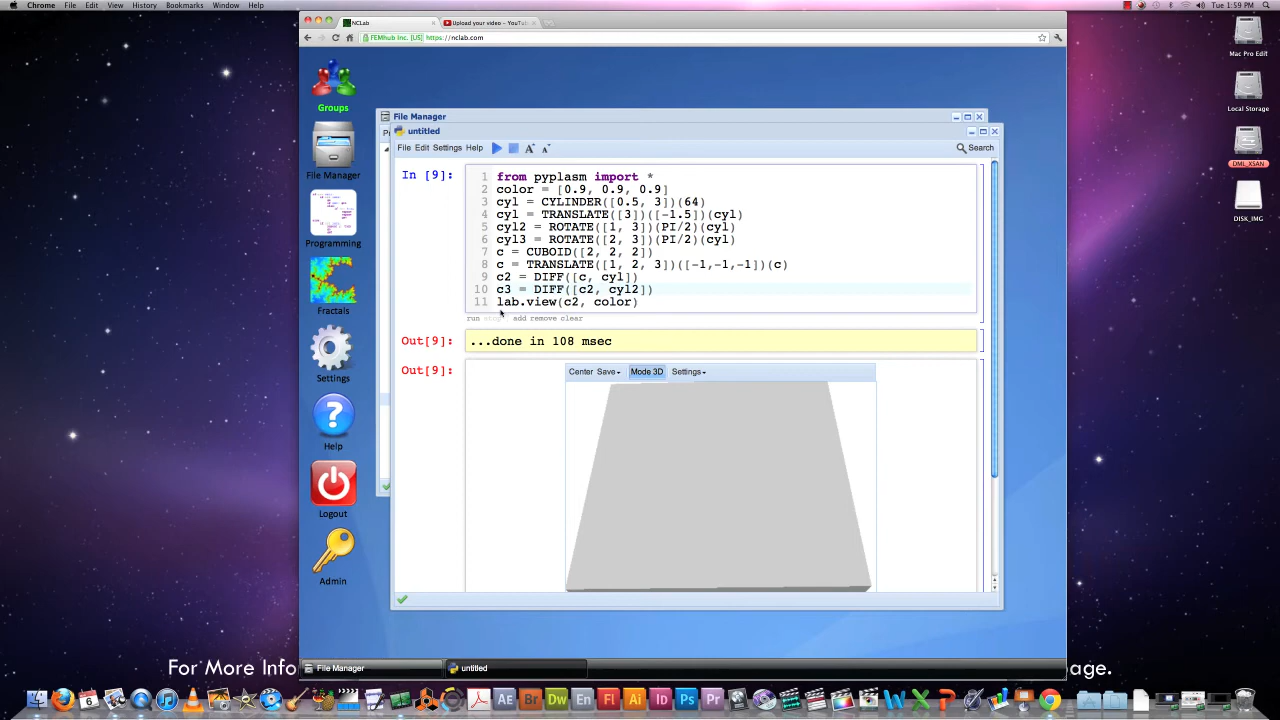 Chrome File Edit View History Bookmarks Window Help
Tue 1:59 PM
NCLab
Upload your video - YouTub
FEMhub Inc. [US] https://nclab.com
Groups
File Manager
Programming
Fractals
Settings
Help
Logout
Admin
File Manager
untitled
File Edit Settings Help
Search
In [9]:
1 from pyplasm import *
2 color = [0.9, 0.9, 0.9]
3 cyl = CYLINDER([0.5, 3])(64)
4 cyl = TRANSLATE([3])([-1.5])(cyl)
5 cyl2 = ROTATE([1, 3])(PI/2)(cyl)
6 cyl3 = ROTATE([2, 3])(PI/2)(cyl)
7 c = CUBOID([2, 2, 2])
8 c = TRANSLATE([1, 2, 3])([-1,-1,-1])(c)
9 c2 = DIFF([c, cyl])
10 c3 = DIFF([c2, cyl2])
11 lab.view(c2, color)
run stop add remove clear
Out[9]:
...done in 108 msec
Out[9]:
Center Save Mode 3D Settings
File Manager
untitled
For More Info
ge.
Mac Pro Edit
Local Storage
DML_XSAN
DISK_IMG